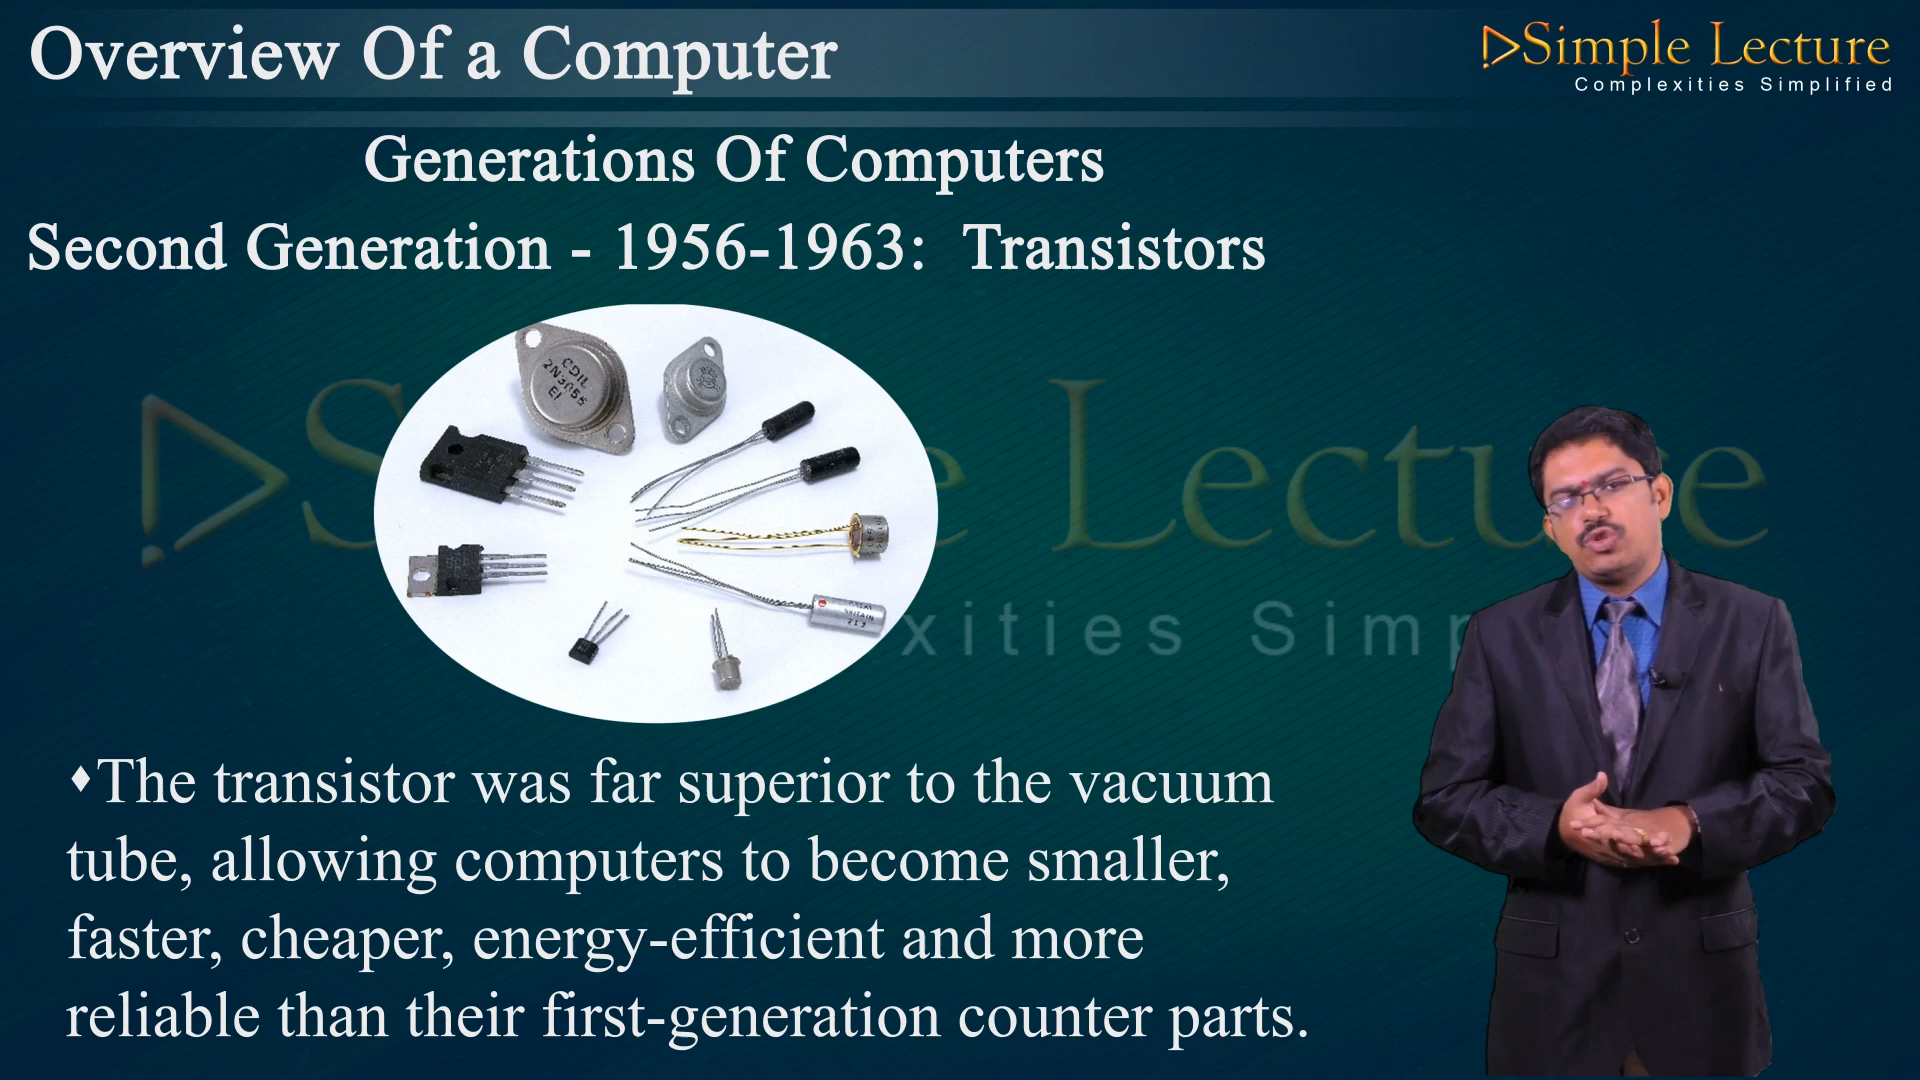 Overview Of a Computer
Simple Lecture
Complexities Simplified
Generations Of Computers
Second Generation - 1956-1963: Transistors
CDIL
2N3055
E1
♦The transistor was far superior to the vacuum
tube, allowing computers to become smaller,
faster, cheaper, energy-efficient and more
reliable than their first-generation counter parts.